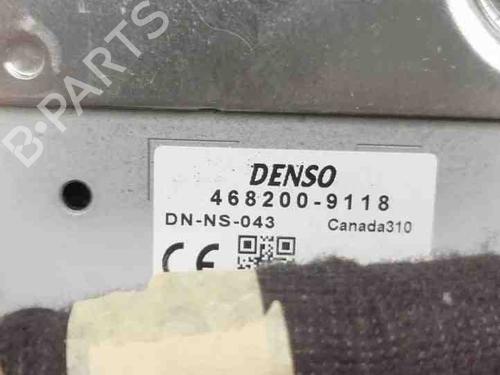 B-PARTS
DENSO
468200-9118
DN-NS-043 Canada310
CE